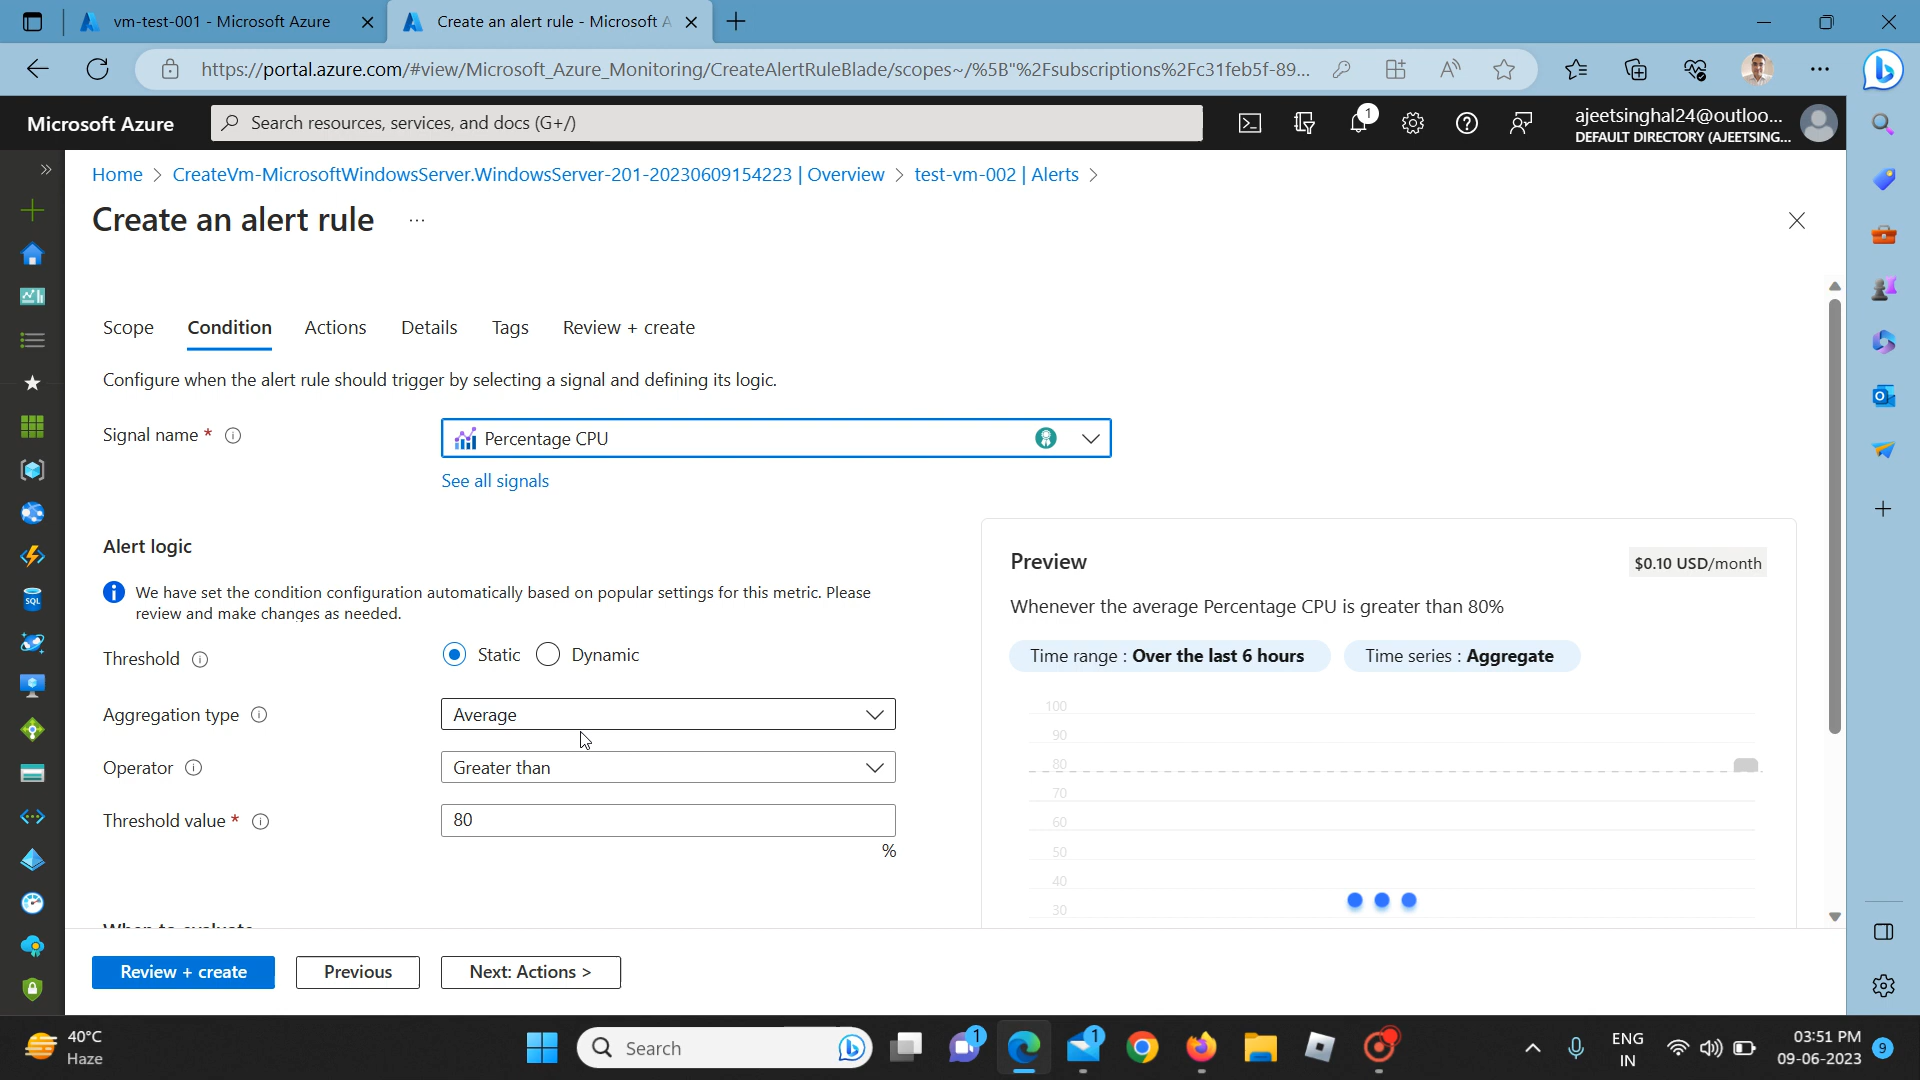 vm-test-001 - Microsoft Azure
Create an alert rule - Microsoft A
https://portal.azure.com/#view/Microsoft_Azure_Monitoring/CreateAlertRuleBlade/scopes~/%5B"%2Fsubscriptions%2Fc31feb5f-89...
Microsoft Azure
Search resources, services, and docs (G+/)
1
ajeetsinghal24@outloo...
DEFAULT DIRECTORY (AJEETSING...
Home > CreateVm-MicrosoftWindowsServer.WindowsServer-201-20230609154223 | Overview > test-vm-002 | Alerts >
Create an alert rule ...
Scope Condition Actions Details Tags Review + create
Configure when the alert rule should trigger by selecting a signal and defining its logic.
Signal name *
Percentage CPU
See all signals
Alert logic
We have set the condition configuration automatically based on popular settings for this metric. Please
review and make changes as needed.
Threshold
Static
Dynamic
Aggregation type
Average
Operator
Greater than
Threshold value *
80
%
Preview
$0.10 USD/month
Whenever the average Percentage CPU is greater than 80%
Time range : Over the last 6 hours
Time series : Aggregate
100
90
80
70
60
50
40
30
When to evaluate
Review + create
Previous
Next: Actions >
SQL
40°C
Haze
Search
1
1
ENG
IN
03:51 PM
09-06-2023
9